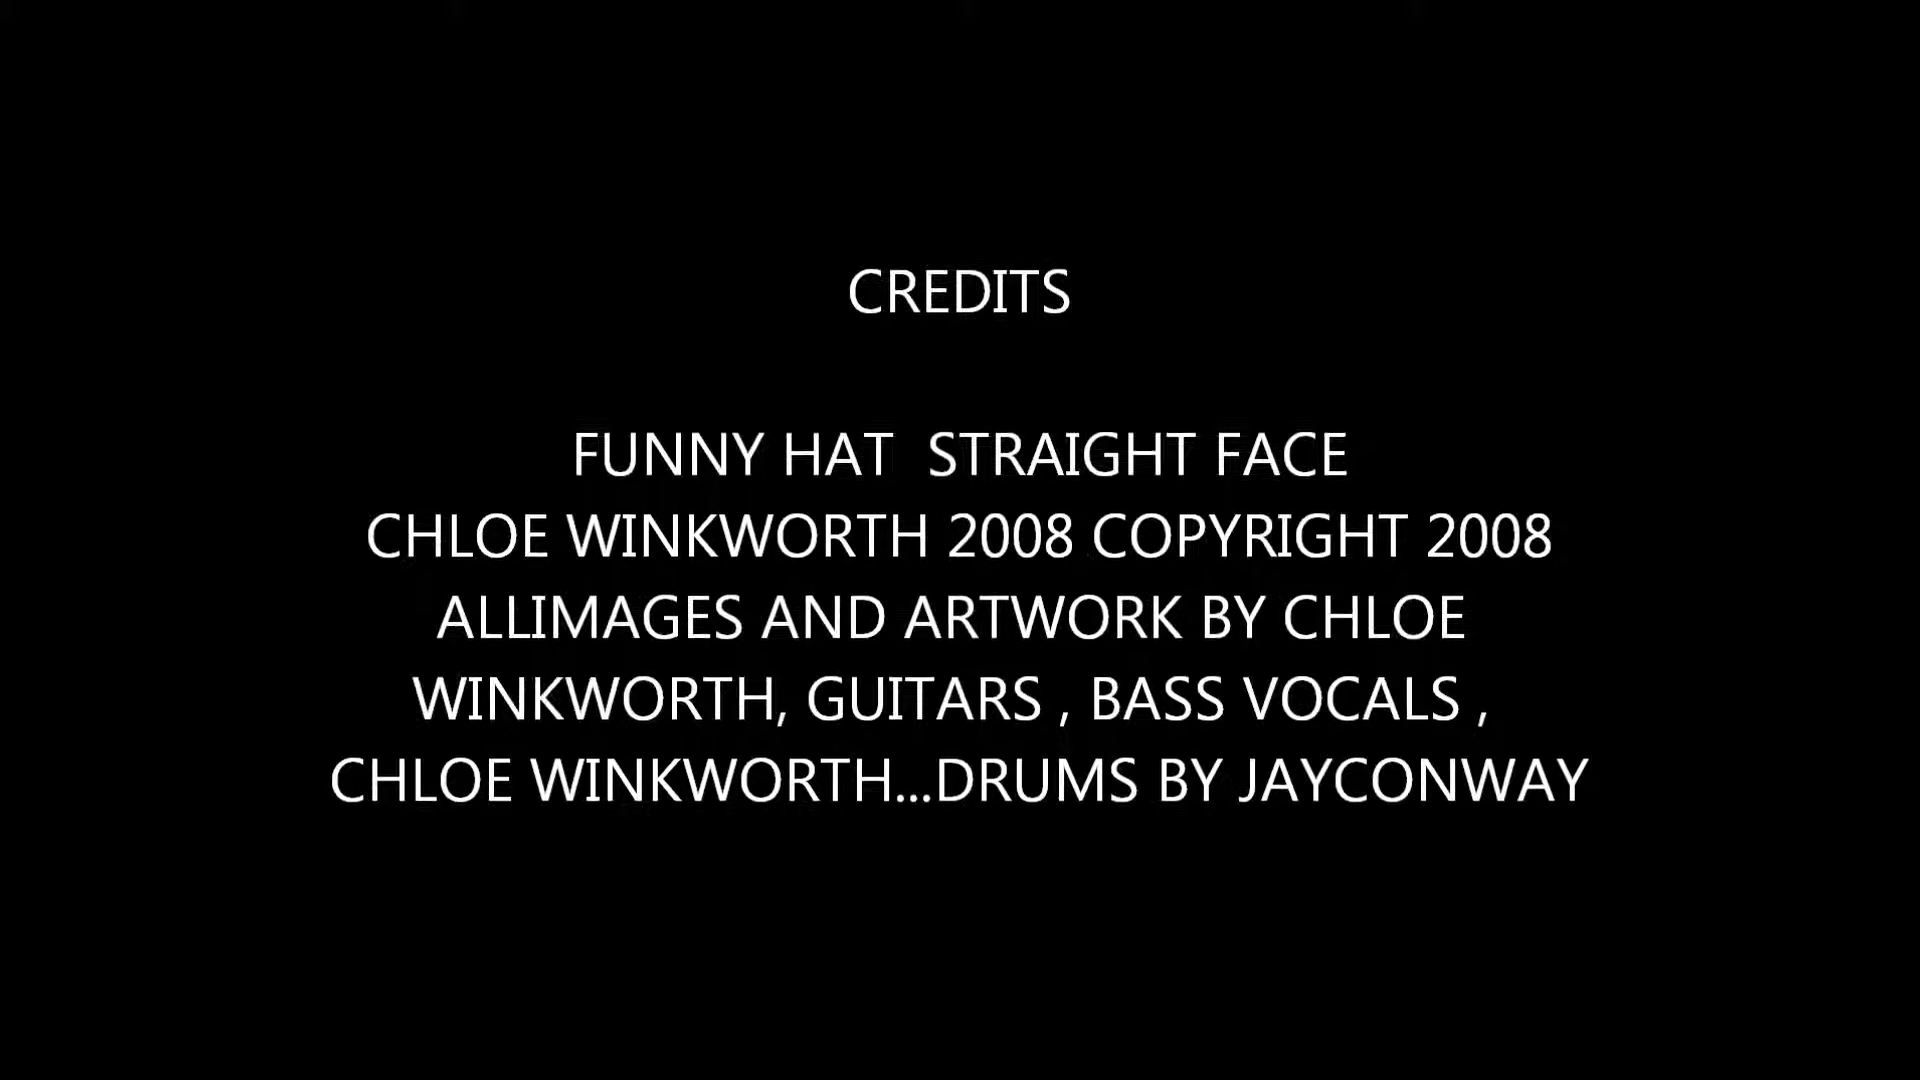 CREDITS
FUNNY HAT  STRAIGHT FACE
CHLOE WINKWORTH 2008 COPYRIGHT 2008
ALLIMAGES AND ARTWORK BY CHLOE
WINKWORTH, GUITARS , BASS VOCALS ,
CHLOE WINKWORTH...DRUMS BY JAYCONWAY